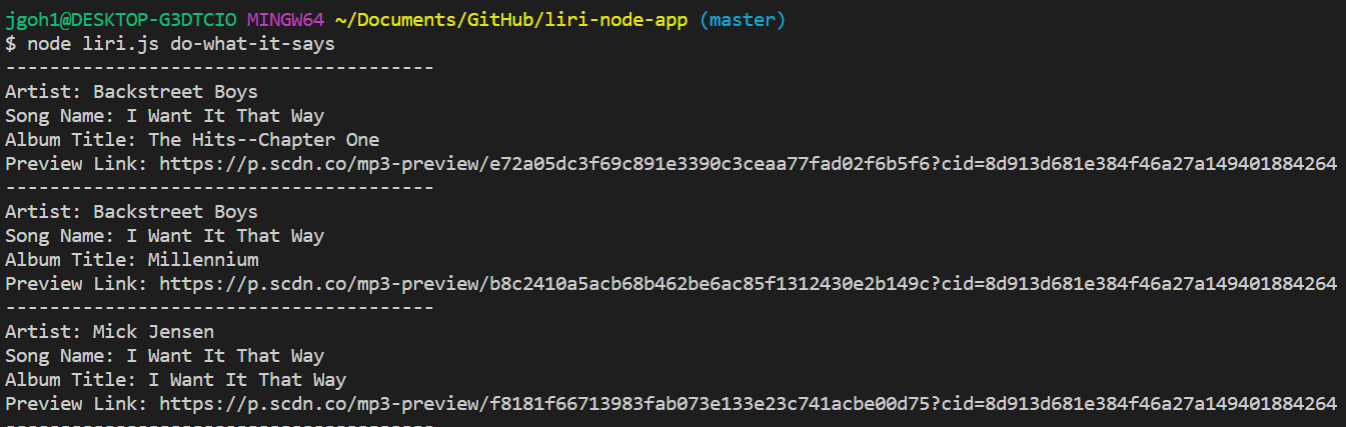 jgoh1@DESKTOP-G3DTCIO MINGW64 ~/Documents/GitHub/liri-node-app (master)
$ node liri.js do-what-it-says
---------------------------------------
Artist: Backstreet Boys
Song Name: I Want It That Way
Album Title: The Hits--Chapter One
Preview Link: https://p.scdn.co/mp3-preview/e72a05dc3f69c891e3390c3ceaa77fad02f6b5f6?cid=8d913d681e384f46a27a149401884264
---------------------------------------
Artist: Backstreet Boys
Song Name: I Want It That Way
Album Title: Millennium
Preview Link: https://p.scdn.co/mp3-preview/b8c2410a5acb68b462be6ac85f1312430e2b149c?cid=8d913d681e384f46a27a149401884264
---------------------------------------
Artist: Mick Jensen
Song Name: I Want It That Way
Album Title: I Want It That Way
Preview Link: https://p.scdn.co/mp3-preview/f8181f66713983fab073e133e23c741acbe00d75?cid=8d913d681e384f46a27a149401884264
---------------------------------------